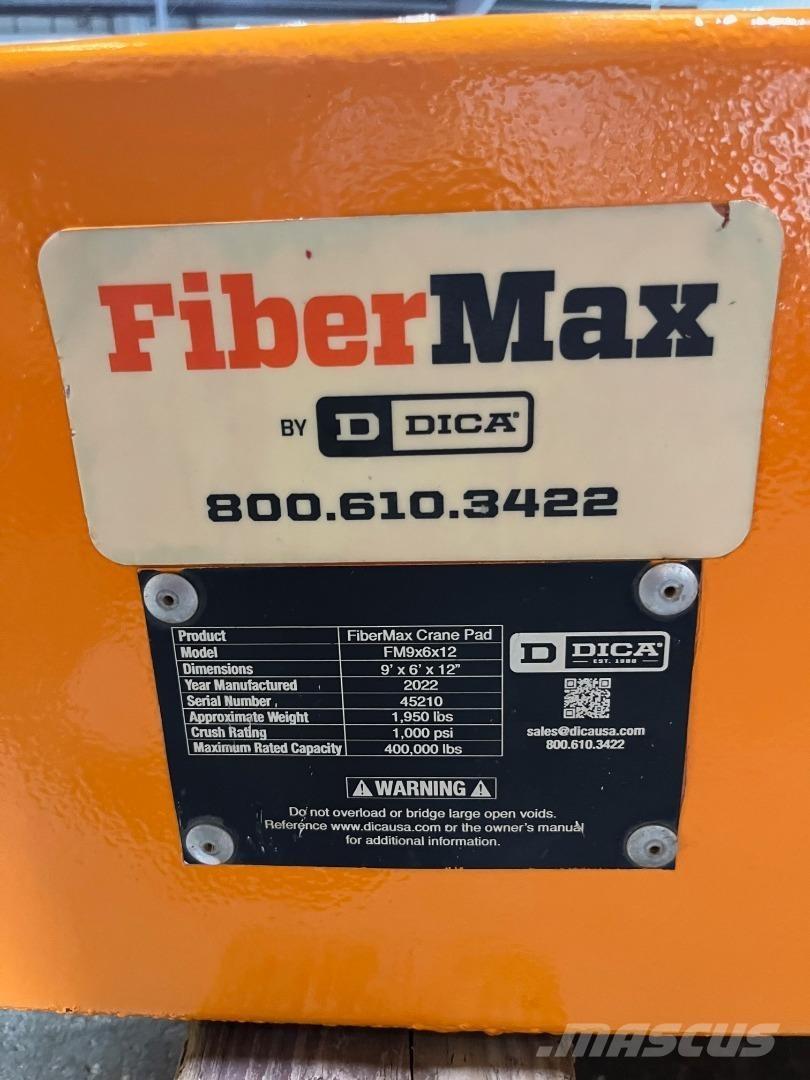 FiberMax
BY D DICA®
800.610.3422
Product FiberMax Crane Pad
Model FM9x6x12
Dimensions 9' x 6' x 12"
Year Manufactured 2022
Serial Number 45210
Approximate Weight 1,950 lbs
Crush Rating 1,000 psi
Maximum Rated Capacity 400,000 lbs
D DICA®
EST. 1988
sales@dicausa.com
800.610.3422
WARNING
Do not overload or bridge large open voids.
Reference www.dicausa.com or the owner's manual
for additional information.
MASCUS